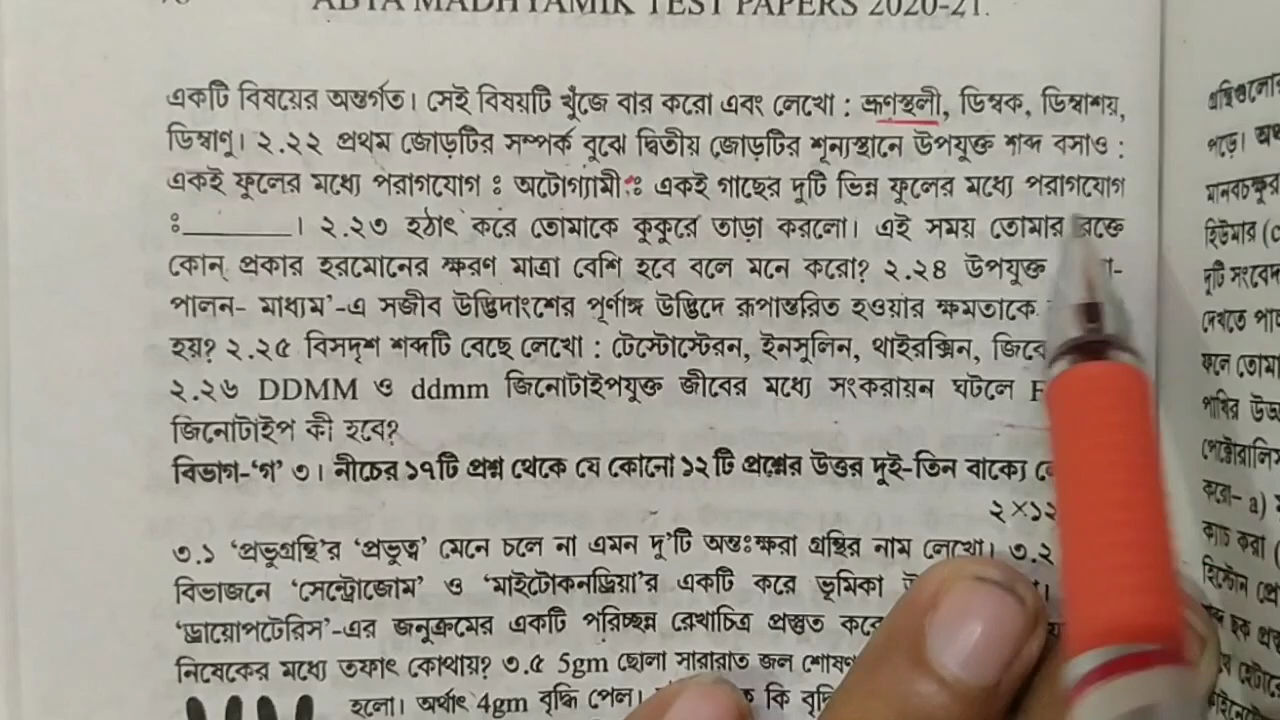 ABTA MADHYAMIK TEST PAPERS 2020-21.
একটি বিষয়ের অন্তর্গত। সেই বিষয়টি খুঁজে বার করো এবং লেখো : ভ্রূণস্থলী, ডিম্বক, ডিম্বাশয়,
ডিম্বাণু। ২.২২ প্রথম জোড়টির সম্পর্ক বুঝে দ্বিতীয় জোড়টির শূন্যস্থানে উপযুক্ত শব্দ বসাও :
একই ফুলের মধ্যে পরাগযোগ ঃ অটোগ্যামী ঃঃ একই গাছের দুটি ভিন্ন ফুলের মধ্যে পরাগযোগ
ঃ________। ২.২৩ হঠাৎ করে তোমাকে কুকুরে তাড়া করলো। এই সময় তোমার রক্তে
কোন্ প্রকার হরমোনের ক্ষরণ মাত্রা বেশি হবে বলে মনে করো? ২.২৪ উপযুক্ত
পালন- মাধ্যম'-এ সজীব উদ্ভিদাংশের পূর্ণাঙ্গ উদ্ভিদে রূপান্তরিত হওয়ার ক্ষমতাকে
হয়? ২.২৫ বিসদৃশ শব্দটি বেছে লেখো : টেস্টোস্টেরন, ইনসুলিন, থাইরক্সিন,
২.২৬ DDMM ও ddmm জিনোটাইপযুক্ত জীবের মধ্যে সংকরায়ন ঘটলে
জিনোটাইপ কী হবে?
বিভাগ-'গ' ৩। নীচের ১৭টি প্রশ্ন থেকে যে কোনো ১২ টি প্রশ্নের উত্তর দুই-তিন বাক্যে
২×১২
৩.১ 'প্রভুগ্রন্থি'র 'প্রভুত্ব' মেনে চলে না এমন দু'টি অন্তঃক্ষরা গ্রন্থির নাম লেখো। ৩.২
বিভাজনে 'সেন্ট্রোজোম' ও 'মাইটোকনড্রিয়া'র একটি করে ভূমিকা
'ড্রায়োপটেরিস'-এর জনুক্রমের একটি পরিচ্ছন্ন রেখাচিত্র প্রস্তুত
নিষেকের মধ্যে তফাৎ কোথায়? ৩.৫ 5gm ছোলা সারারাত জল
হলো। অর্থাৎ 4gm বৃদ্ধি পেল। কি
পড়ে।
মানবচক্ষুর
হিউমার
দেখতে
ফলে
পাখির
করো- a)
কাচ করা